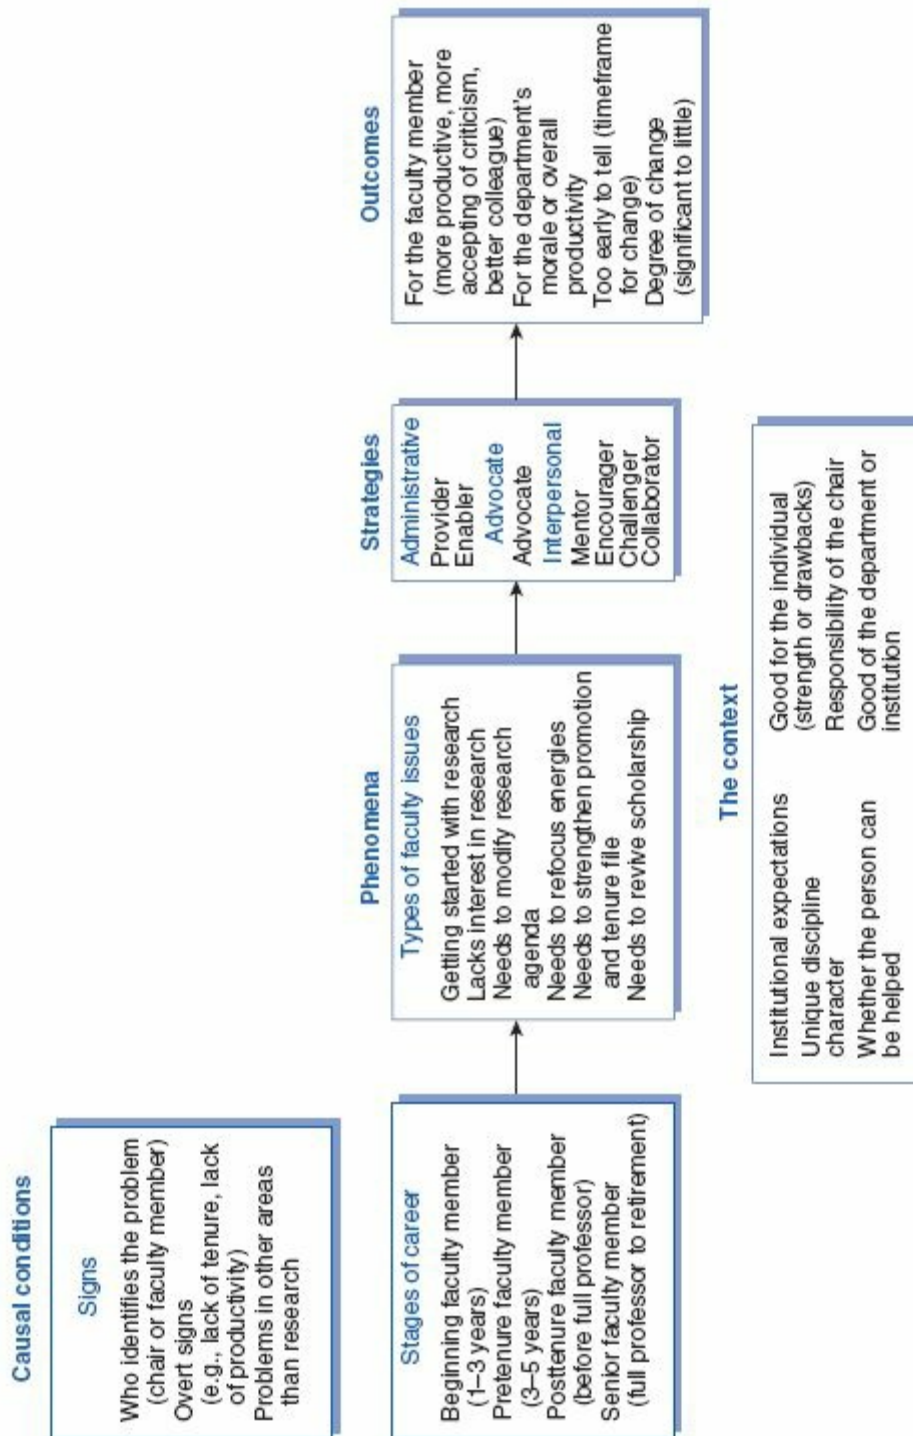 Causal conditions
Signs
Who identifies the problem
(chair or faculty member)
Overt signs
(e.g., lack of tenure, lack
of productivity)
Problems in other areas
than research
Stages of career
Beginning faculty member
(1–3 years)
Pretenure faculty member
(3–5 years)
Posttenure faculty member
(before full professor)
Senior faculty member
(full professor to retirement)
Phenomena
Types of faculty issues
Getting started with research
Lacks interest in research
Needs to modify research
agenda
Needs to refocus energies
Needs to strengthen promotion
and tenure file
Needs to revive scholarship
Strategies
Administrative
Provider
Enabler
Advocate
Advocate
Interpersonal
Mentor
Encourager
Challenger
Collaborator
Outcomes
For the faculty member
(more productive, more
accepting of criticism,
better colleague)
For the department's
morale or overall
productivity
Too early to tell (timeframe
for change)
Degree of change
(significant to little)
The context
Institutional expectations
Unique discipline
character
Whether the person can
be helped
Good for the individual
(strength or drawbacks)
Responsibility of the chair
Good of the department or
institution